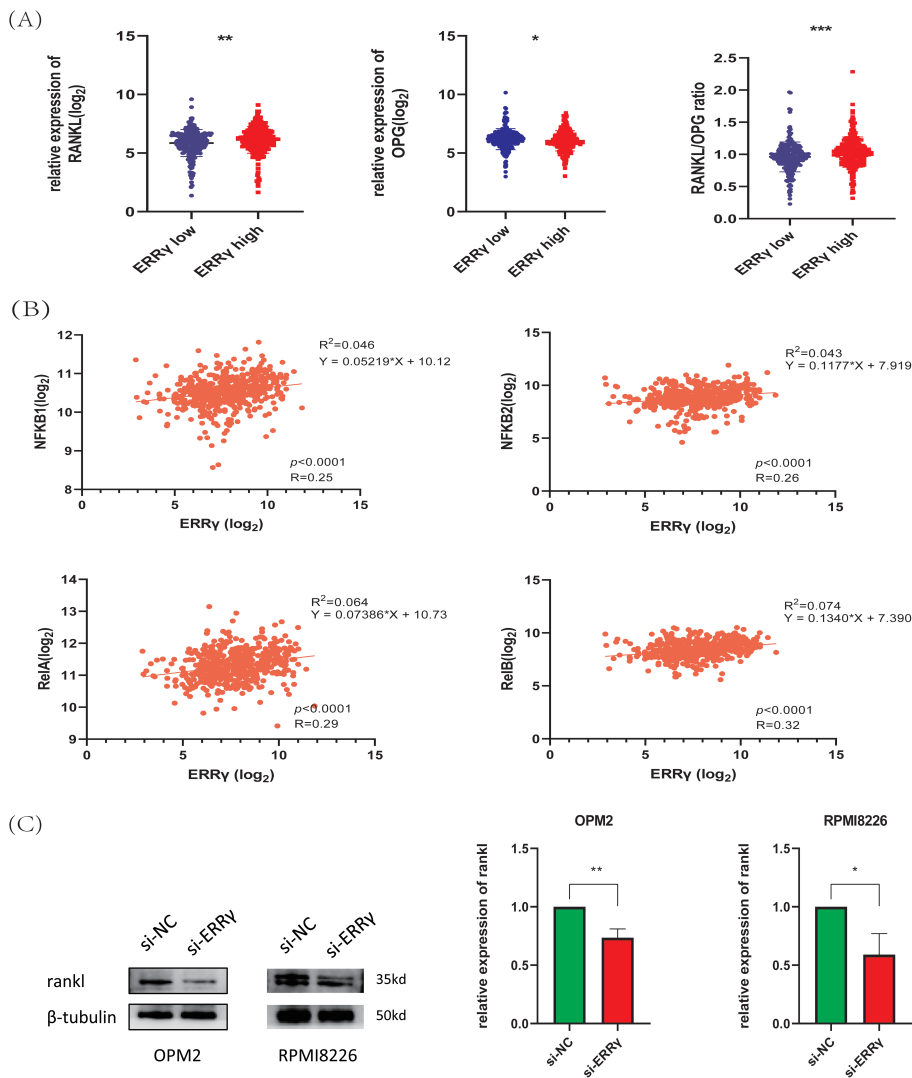 (A)
relative expression of
RANKL(log2)
15
10
5
0
**
ERRγ low
ERRγ high
relative expression of
OPG(log2)
15
10
5
0
*
ERRγ low
ERRγ high
RANKL/OPG ratio
2.5
2.0
1.5
1.0
0.5
0.0
***
ERRγ low
ERRγ high
(B)
NFKB1(log2)
12
11
10
9
8
R2=0.046
Y = 0.05219*X + 10.12
p<0.0001
R=0.25
0 5 10 15
ERRγ (log2)
NFKB2(log2)
15
10
5
0
R2=0.043
Y = 0.1177*X + 7.919
p<0.0001
R=0.26
0 5 10 15
ERRγ (log2)
RelA(log2)
14
13
12
11
10
9
R2=0.064
Y = 0.07386*X + 10.73
p<0.0001
R=0.29
0 5 10 15
ERRγ (log2)
RelB(log2)
15
10
5
0
R2=0.074
Y = 0.1340*X + 7.390
p<0.0001
R=0.32
0 5 10 15
ERRγ (log2)
(C)
si-NC si-ERRγ si-NC si-ERRγ
rankl 35kd
β-tubulin 50kd
OPM2 RPMI8226
OPM2
relative expression of rankl
1.5
1.0
0.5
0.0
**
si-NC
si-ERRγ
RPMI8226
relative expression of rankl
1.5
1.0
0.5
0.0
*
si-NC
si-ERRγ